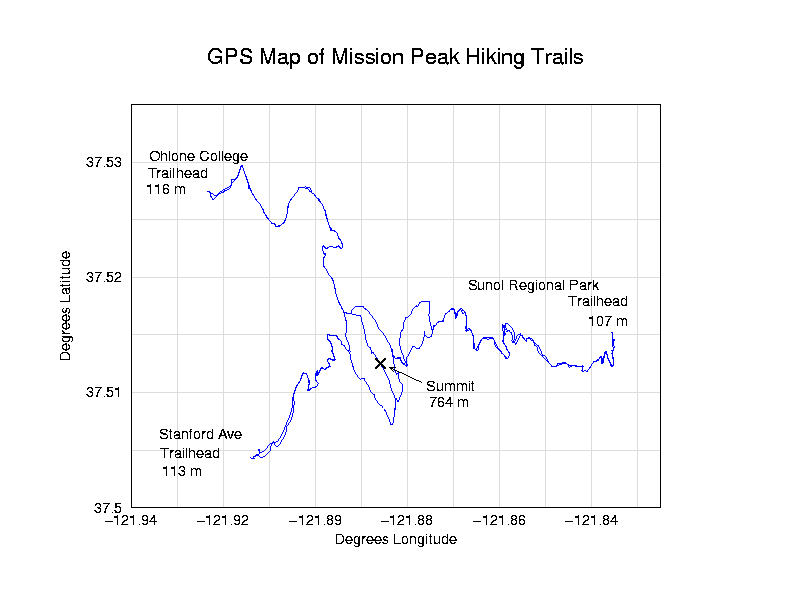 GPS Map of Mission Peak Hiking Trails
Ohlone College
Trailhead
116 m
Sunol Regional Park
Trailhead
107 m
Summit
764 m
Stanford Ave
Trailhead
113 m
Degrees Latitude
37.53
37.52
37.51
37.5
−121.94
−121.92
−121.89
−121.88
−121.86
−121.84
Degrees Longitude